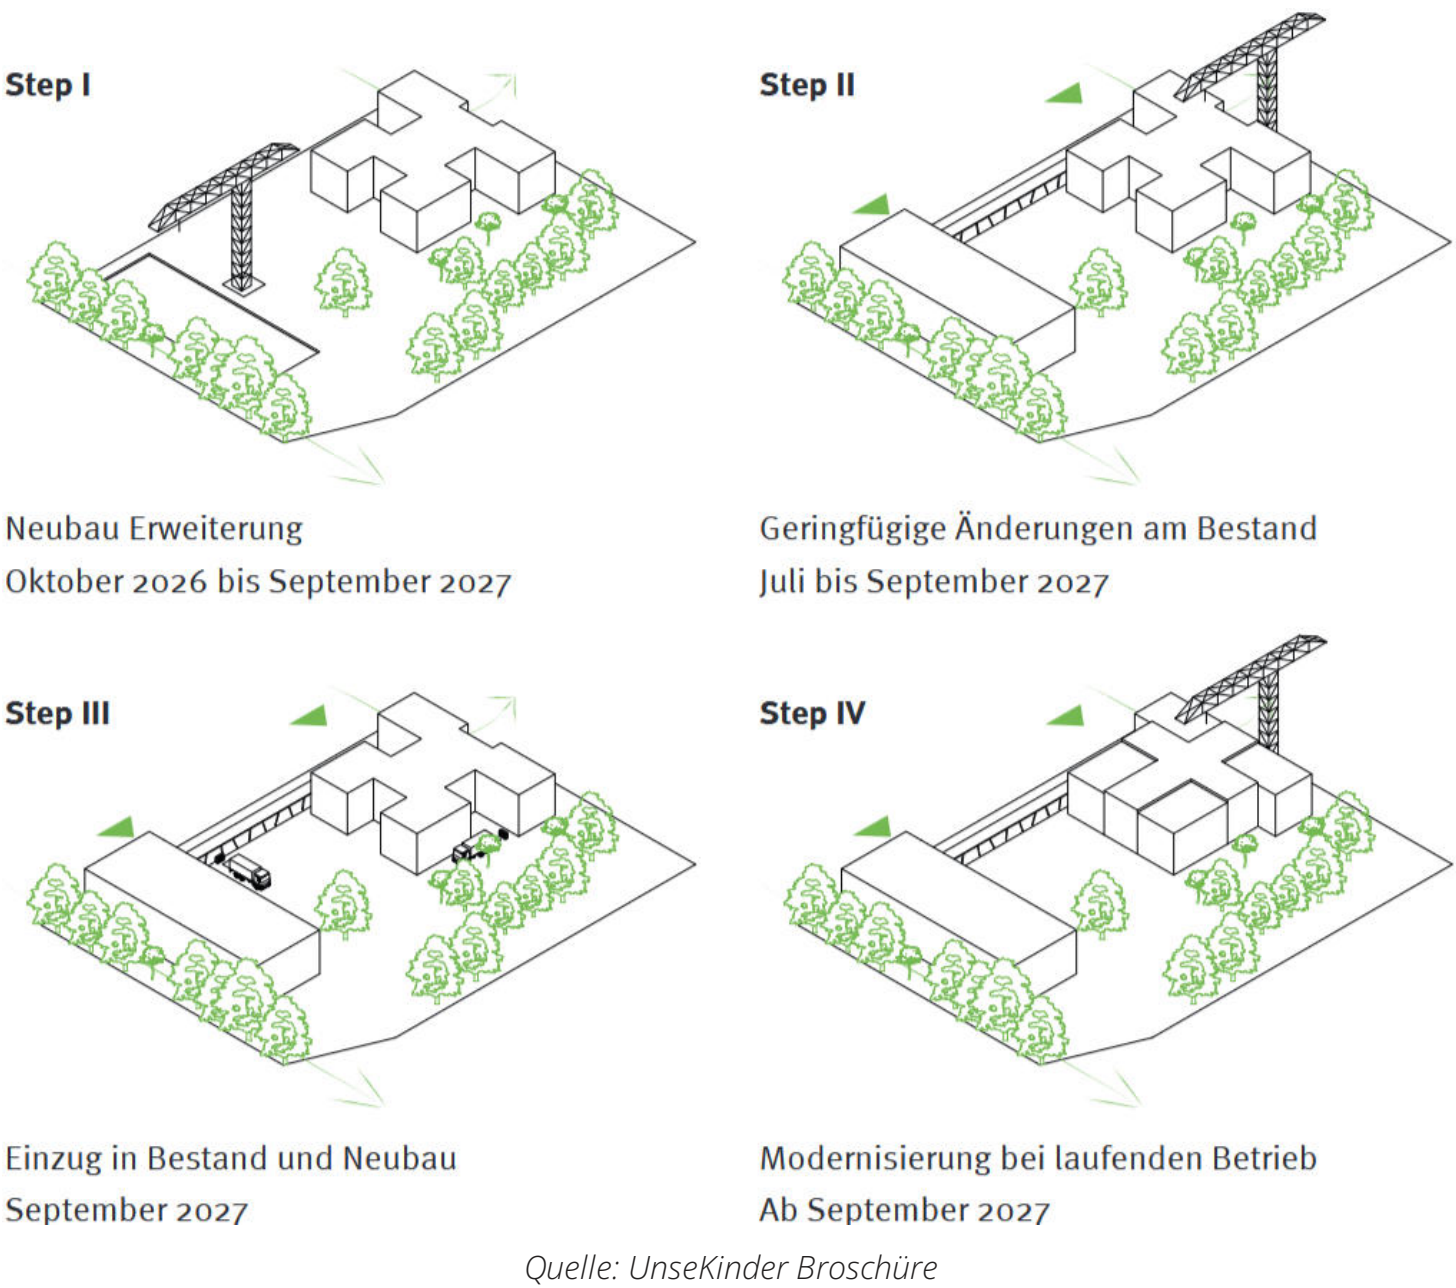 Step I
Step II
Neubau Erweiterung
Oktober 2026 bis September 2027
Geringfügige Änderungen am Bestand
Juli bis September 2027
Step III
Step IV
Einzug in Bestand und Neubau
September 2027
Modernisierung bei laufenden Betrieb
Ab September 2027
Quelle: UnseKinder Broschüre